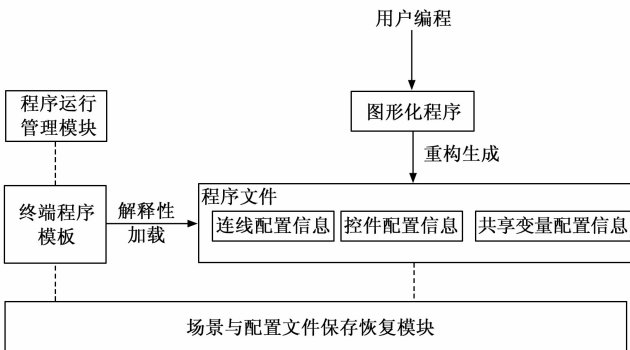 用户编程
程序运行
管理模块
图形化程序
重构生成
终端程序
模板
解释性
加载
程序文件
连线配置信息
控件配置信息
共享变量配置信息
场景与配置文件保存恢复模块